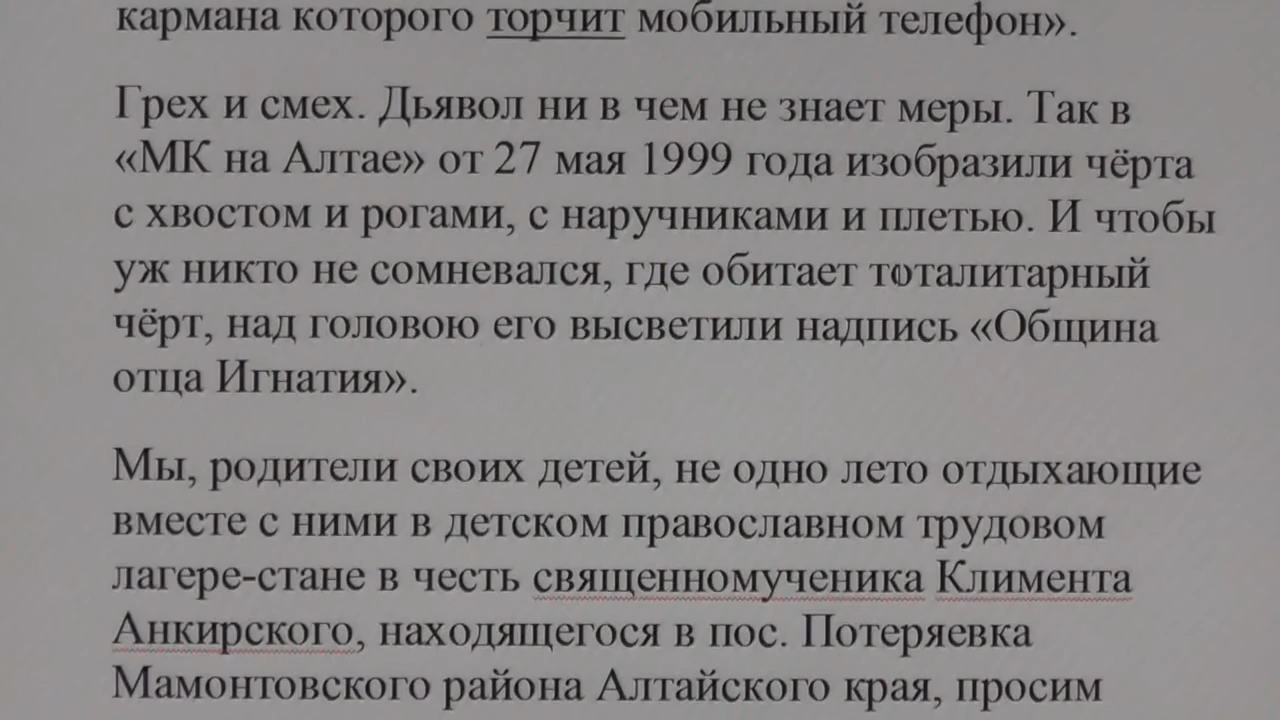 кармана которого торчит мобильный телефон».
Грех и смех. Дьявол ни в чем не знает меры. Так в
«МК на Алтае» от 27 мая 1999 года изобразили чёрта
с хвостом и рогами, с наручниками и плетью. И чтобы
уж никто не сомневался, где обитает тоталитарный
чёрт, над головою его высветили надпись «Община
отца Игнатия».
Мы, родители своих детей, не одно лето отдыхающие
вместе с ними в детском православном трудовом
лагере-стане в честь священномученика Климента
Анкирского, находящегося в пос. Потеряевка
Мамонтовского района Алтайского края, просим